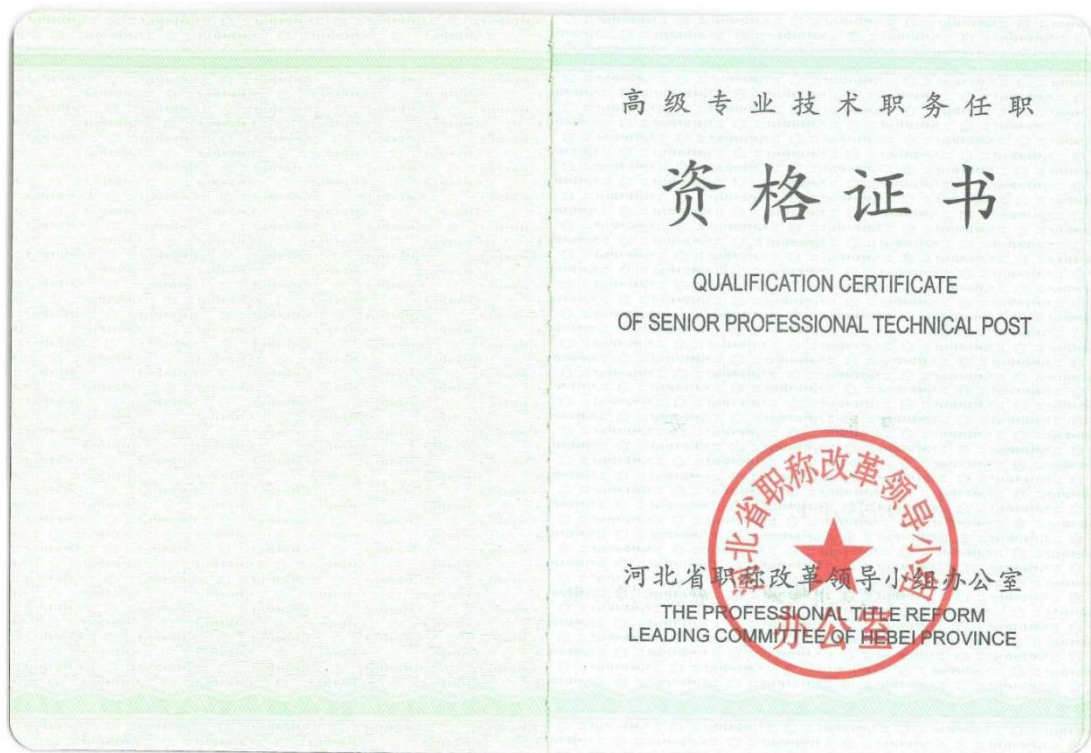 高级专业技术职务任职
资格证书
QUALIFICATION CERTIFICATE
OF SENIOR PROFESSIONAL TECHNICAL POST
河北省职称改革领导小组
河北省职称改革领导小组办公室
THE PROFESSIONAL TITLE REFORM
LEADING COMMITTEE OF HEBEI PROVINCE
办公室